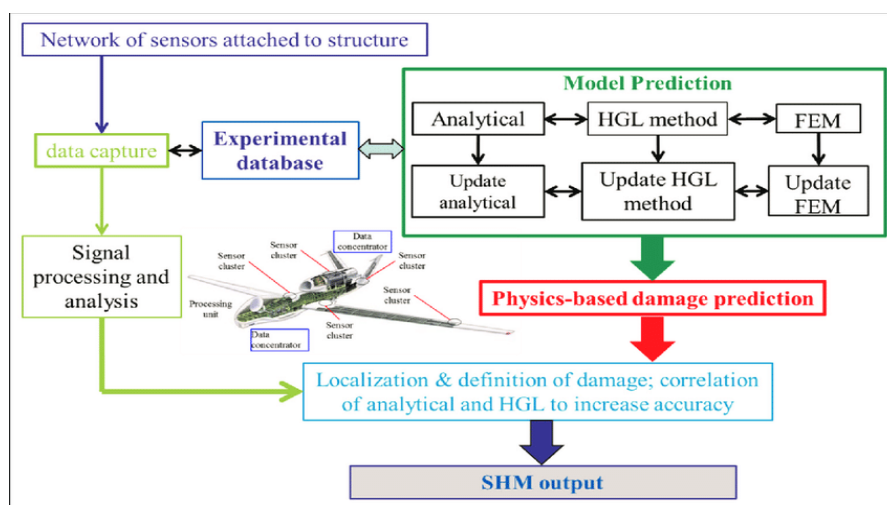 Network of sensors attached to structure
Model Prediction
Analytical
HGL method
FEM
data capture
Experimental
database
Update
analytical
Update HGL
method
Update
FEM
Signal
processing and
analysis
Data
concentrator
Sensor
cluster
Sensor
cluster
Sensor
cluster
Sensor
cluster
Processing
unit
Sensor
cluster
Data
concentrator
Physics-based damage prediction
Localization & definition of damage; correlation
of analytical and HGL to increase accuracy
SHM output